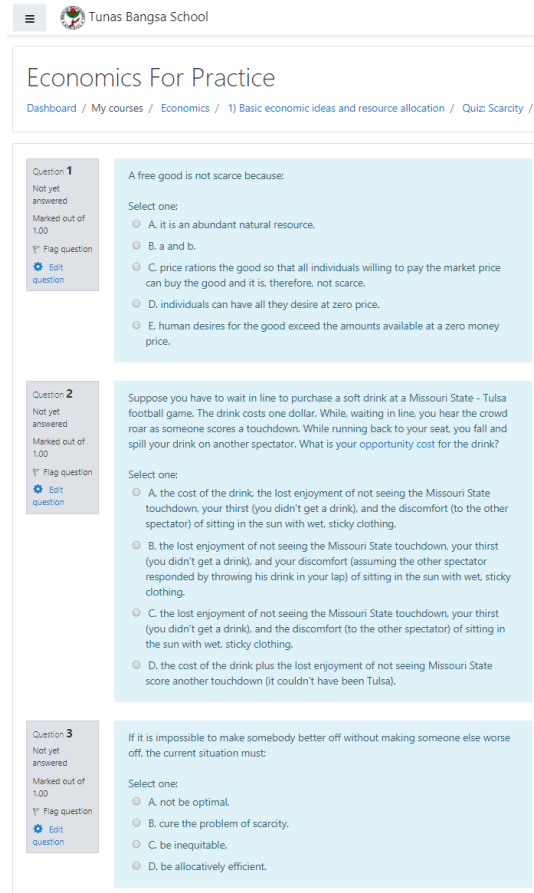 Tunas Bangsa School
Economics For Practice
Dashboard / My courses / Economics / 1) Basic economic ideas and resource allocation / Quiz: Scarcity /
Question 1
Not yet
answered
Marked out of
1.00
Flag question
Edit
question
A free good is not scarce because:
Select one:
A. it is an abundant natural resource.
B. a and b.
C. price rations the good so that all individuals willing to pay the market price
can buy the good and it is, therefore, not scarce.
D. individuals can have all they desire at zero price.
E. human desires for the good exceed the amounts available at a zero money
price.
Question 2
Not yet
answered
Marked out of
1.00
Flag question
Edit
question
Suppose you have to wait in line to purchase a soft drink at a Missouri State - Tulsa
football game. The drink costs one dollar. While, waiting in line, you hear the crowd
roar as someone scores a touchdown. While running back to your seat, you fall and
spill your drink on another spectator. What is your opportunity cost for the drink?
Select one:
A. the cost of the drink, the lost enjoyment of not seeing the Missouri State
touchdown, your thirst (you didn't get a drink), and the discomfort (to the other
spectator) of sitting in the sun with wet, sticky clothing.
B. the lost enjoyment of not seeing the Missouri State touchdown, your thirst
(you didn't get a drink), and your discomfort (assuming the other spectator
responded by throwing his drink in your lap) of sitting in the sun with wet, sticky
clothing.
C. the lost enjoyment of not seeing the Missouri State touchdown, your thirst
(you didn't get a drink), and the discomfort (to the other spectator) of sitting in
the sun with wet, sticky clothing.
D. the cost of the drink plus the lost enjoyment of not seeing Missouri State
score another touchdown (it couldn't have been Tulsa).
Question 3
Not yet
answered
Marked out of
1.00
Flag question
Edit
question
If it is impossible to make somebody better off without making someone else worse
off, the current situation must:
Select one:
A. not be optimal.
B. cure the problem of scarcity.
C. be inequitable.
D. be allocatively efficient.